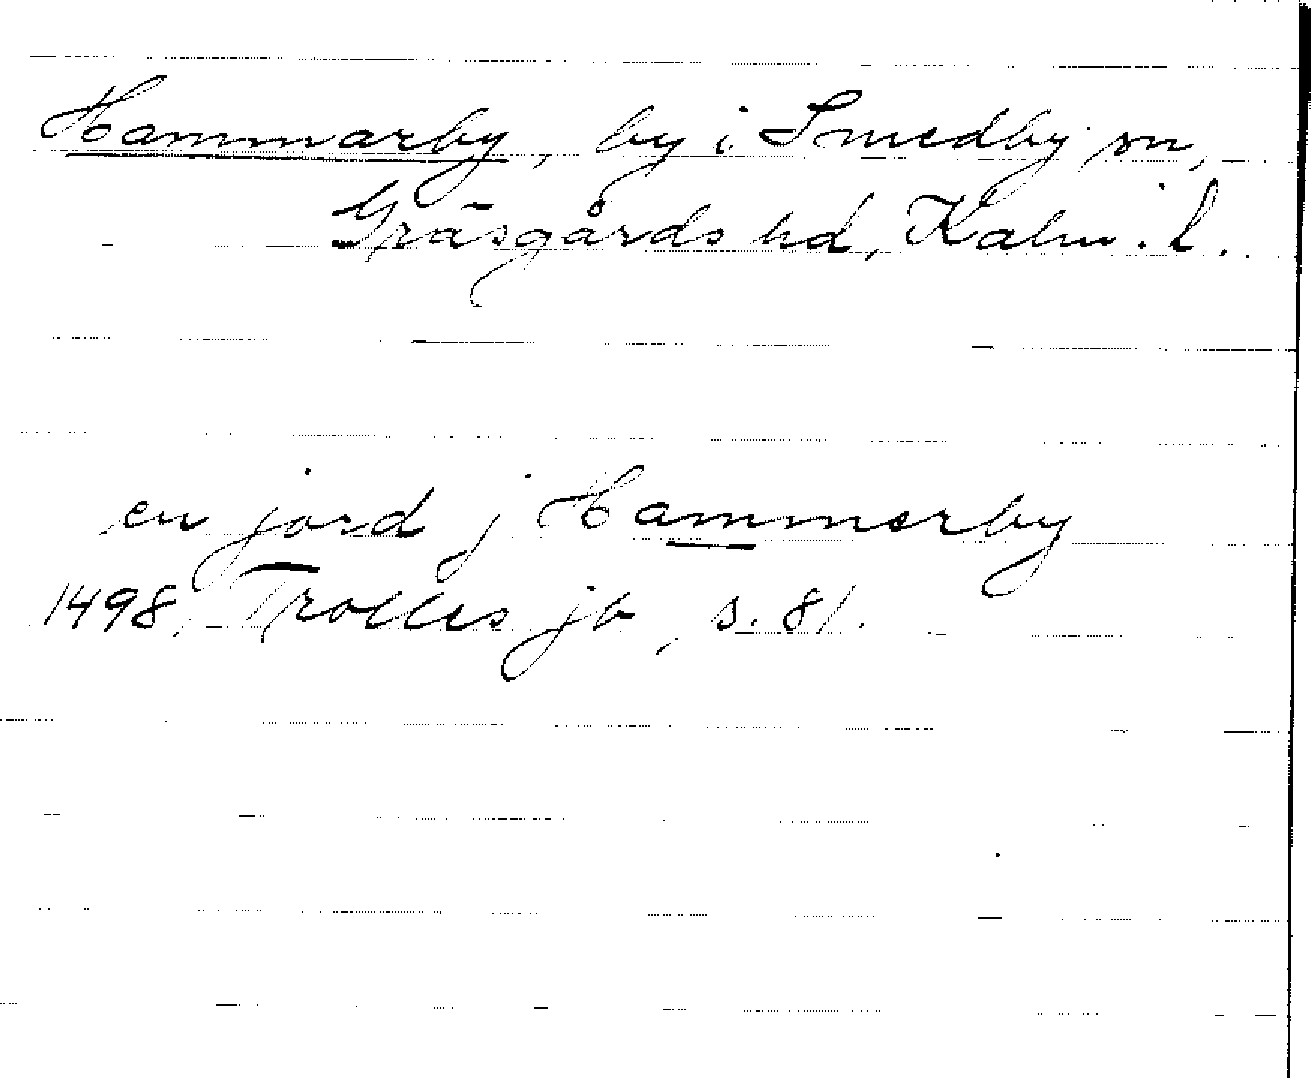 Hammarby, by i Smedby sn,
Gräsgårds hd, Kalm. l.
en jord j Hammerby
1498, Trolles jb, s. 81.